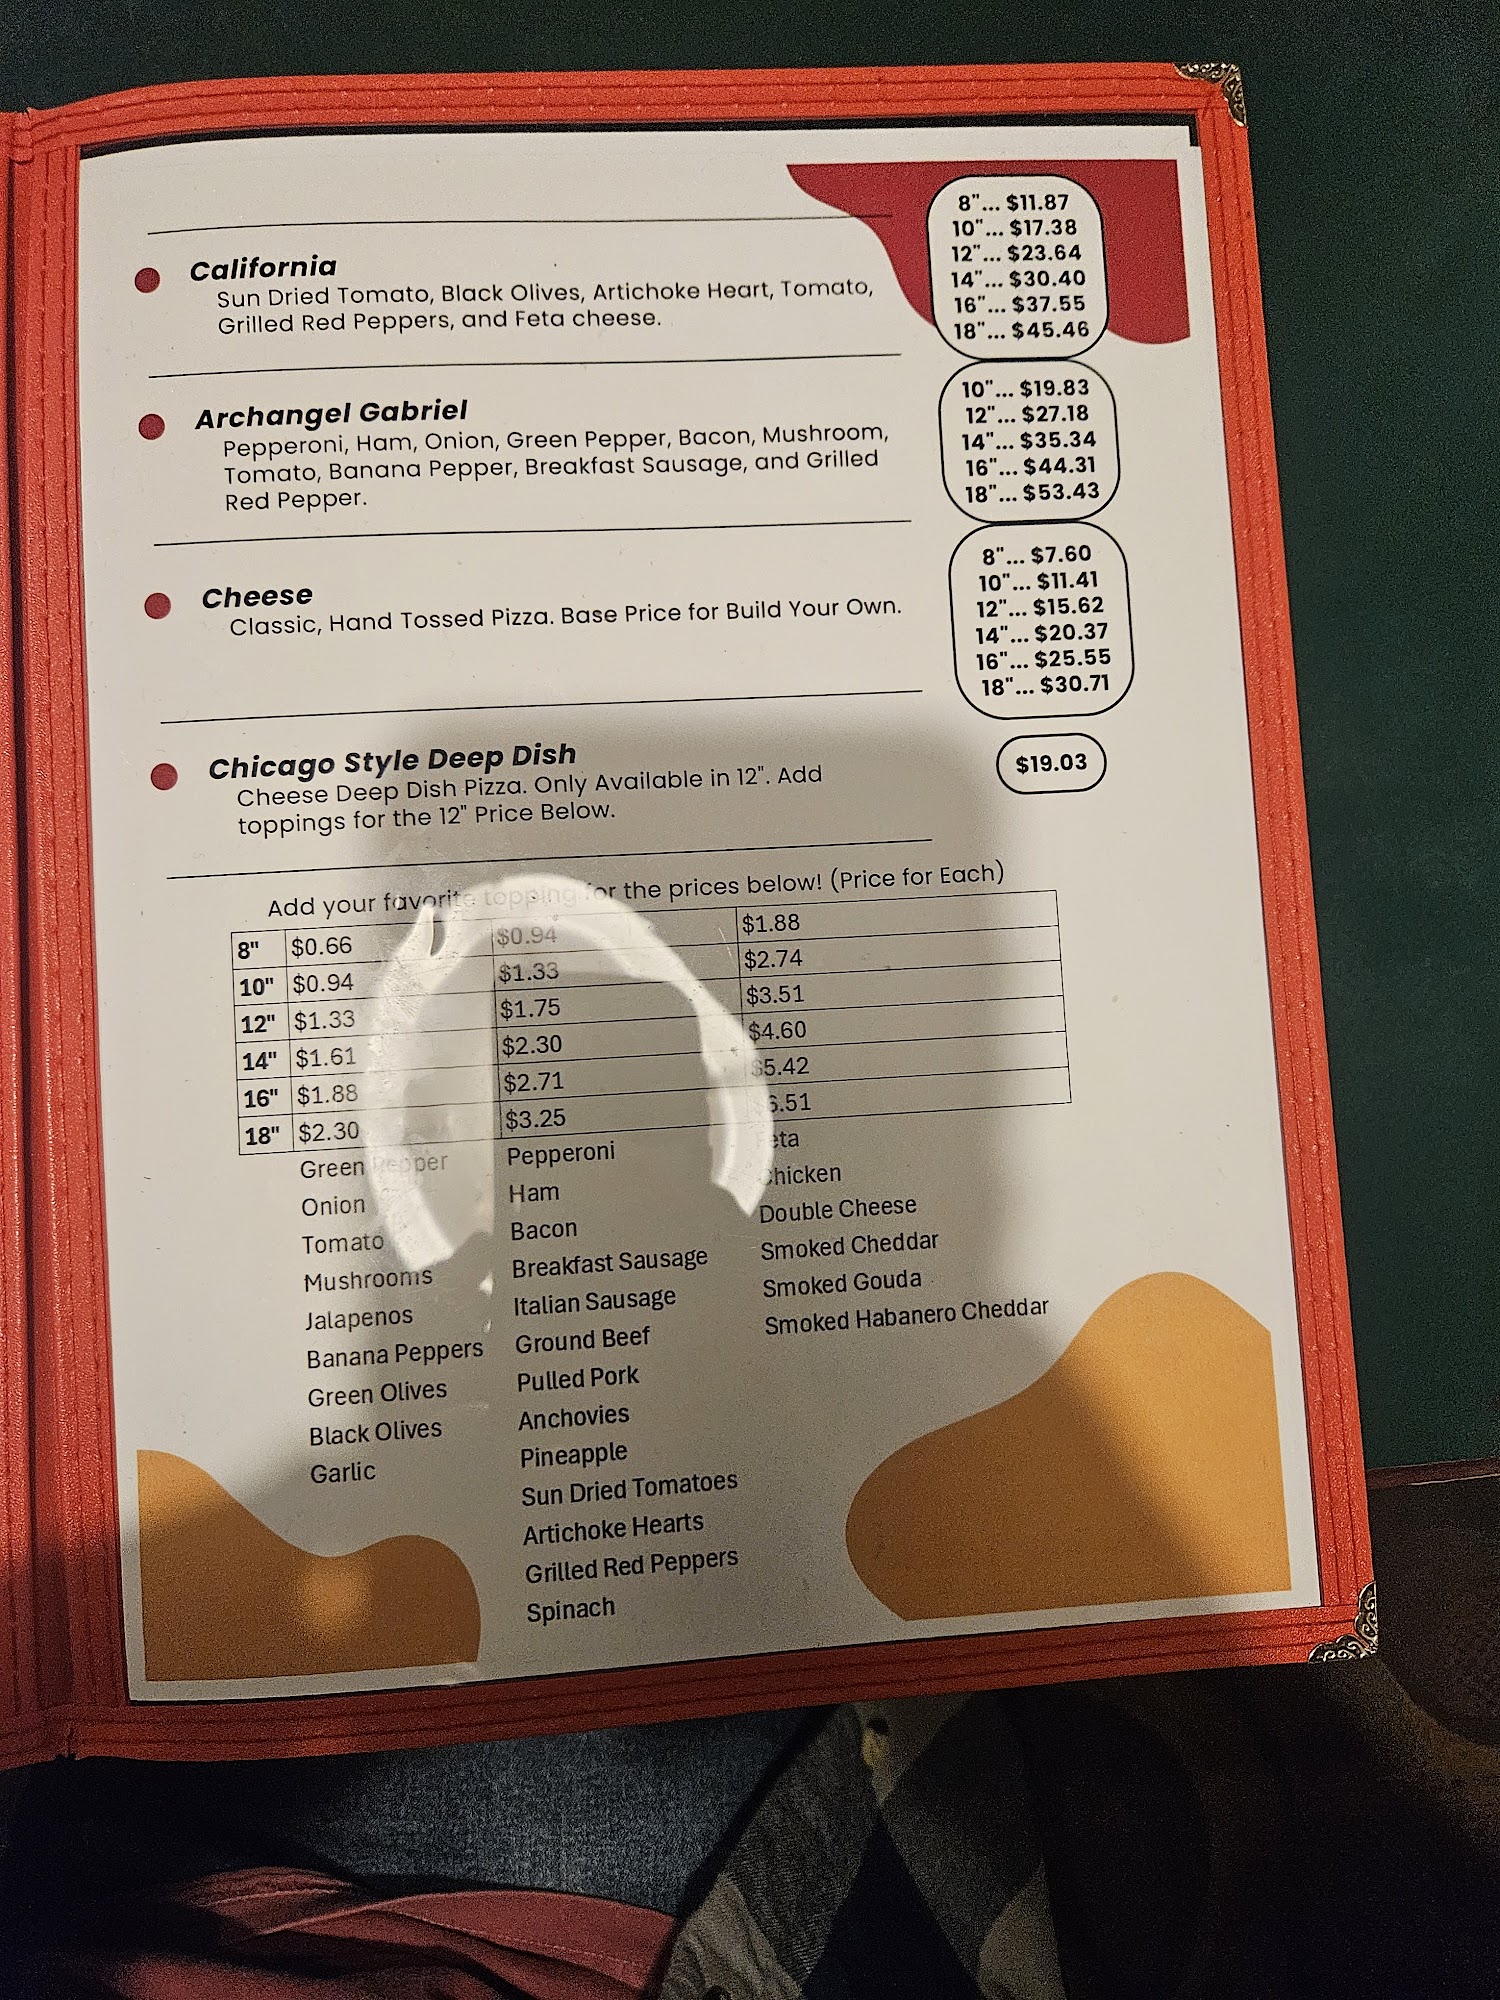 8"... $11.87
10"... $17.38
12"... $23.64
14"... $30.40
16"... $37.55
18"... $45.46
California
Sun Dried Tomato, Black Olives, Artichoke Heart, Tomato,
Grilled Red Peppers, and Feta cheese.
10"... $19.83
12"... $27.18
14"... $35.34
16"... $44.31
18"... $53.43
Archangel Gabriel
Pepperoni, Ham, Onion, Green Pepper, Bacon, Mushroom,
Tomato, Banana Pepper, Breakfast Sausage, and Grilled
Red Pepper.
8"... $7.60
10"... $11.41
12"... $15.62
14"... $20.37
16"... $25.55
18"... $30.71
Cheese
Classic, Hand Tossed Pizza. Base Price for Build Your Own.
Chicago Style Deep Dish
$19.03
Cheese Deep Dish Pizza. Only Available in 12". Add
toppings for the 12" Price Below.
Add your favorite topping for the prices below! (Price for Each)
8" $0.66 $0.94 $1.88
10" $0.94 $1.33 $2.74
12" $1.33 $1.75 $3.51
14" $1.61 $2.30 $4.60
16" $1.88 $2.71 $5.42
18" $2.30 $3.25 $6.51
Green Pepper Pepperoni Feta
Onion Ham Chicken
Tomato Bacon Double Cheese
Mushrooms Breakfast Sausage Smoked Cheddar
Jalapenos Italian Sausage Smoked Gouda
Banana Peppers Ground Beef Smoked Habanero Cheddar
Green Olives Pulled Pork
Black Olives Anchovies
Garlic Pineapple
Sun Dried Tomatoes
Artichoke Hearts
Grilled Red Peppers
Spinach